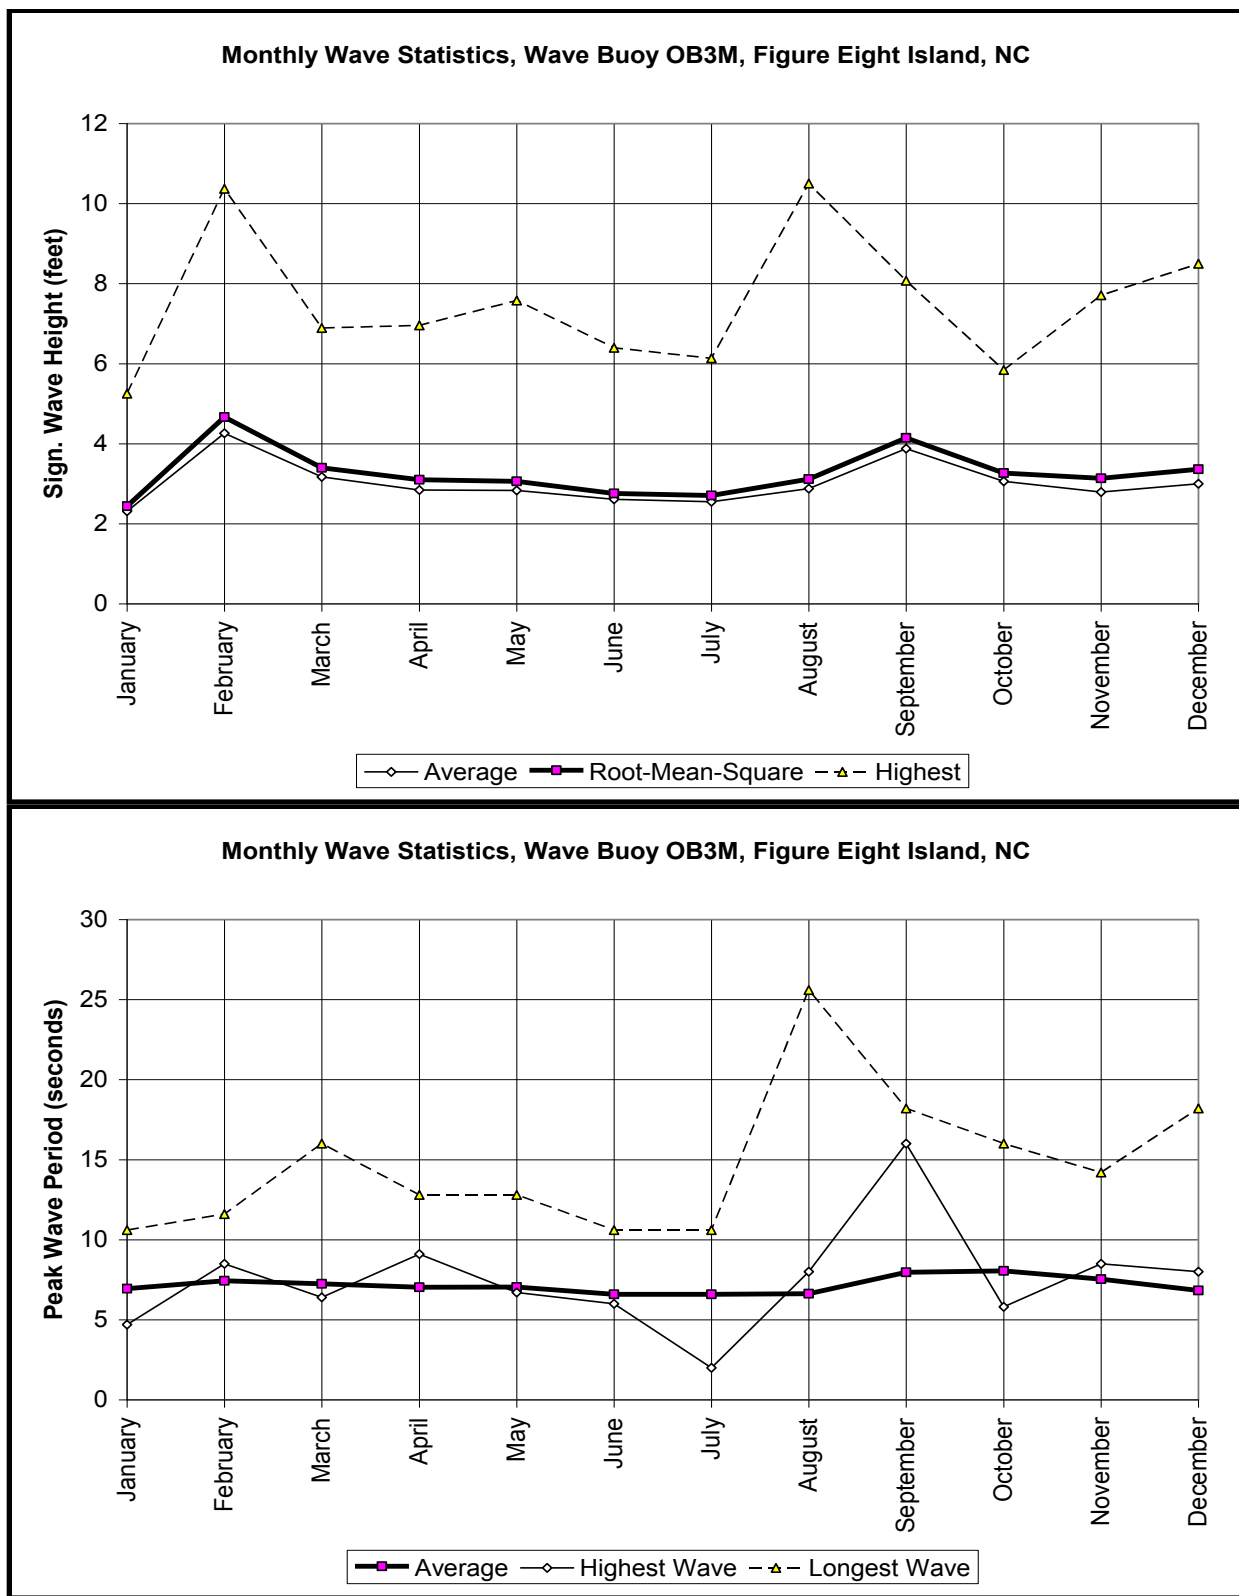 Monthly Wave Statistics, Wave Buoy OB3M, Figure Eight Island, NC
Sign. Wave Height (feet)
12
10
8
6
4
2
0
January
February
March
April
May
June
July
August
September
October
November
December
Average Root-Mean-Square Highest
Monthly Wave Statistics, Wave Buoy OB3M, Figure Eight Island, NC
Peak Wave Period (seconds)
30
25
20
15
10
5
0
January
February
March
April
May
June
July
August
September
October
November
December
Average Highest Wave Longest Wave